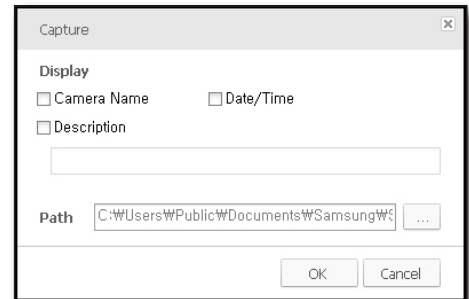 Capture
Display
Camera Name Date/Time
Description
Path C:₩Users₩Public₩Documents₩Samsung₩S ...
OK Cancel